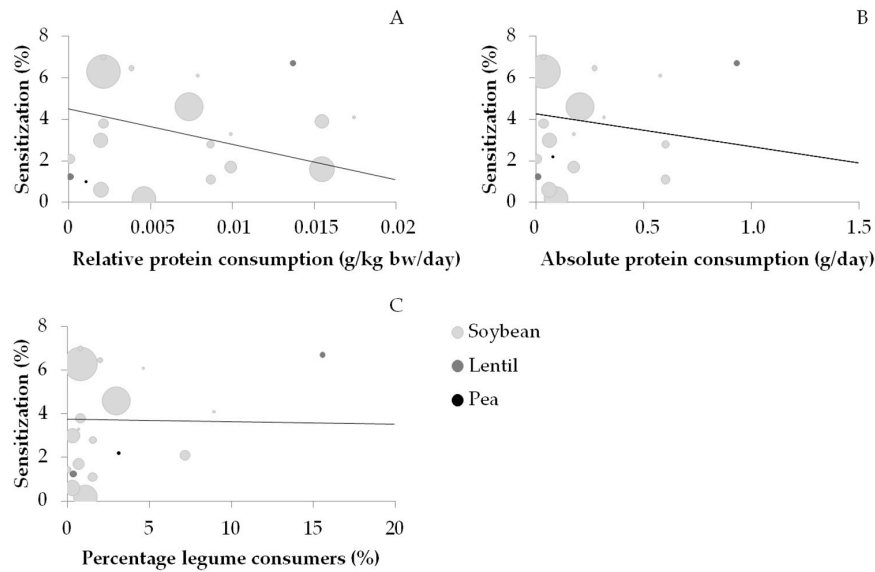 A
Sensitization (%)
8
6
4
2
0
0
0.005
0.01
0.015
0.02
Relative protein consumption (g/kg bw/day)
B
Sensitization (%)
8
6
4
2
0
0
0.5
1
1.5
Absolute protein consumption (g/day)
C
Sensitization (%)
8
6
4
2
0
0
5
10
15
20
Percentage legume consumers (%)
Soybean
Lentil
Pea